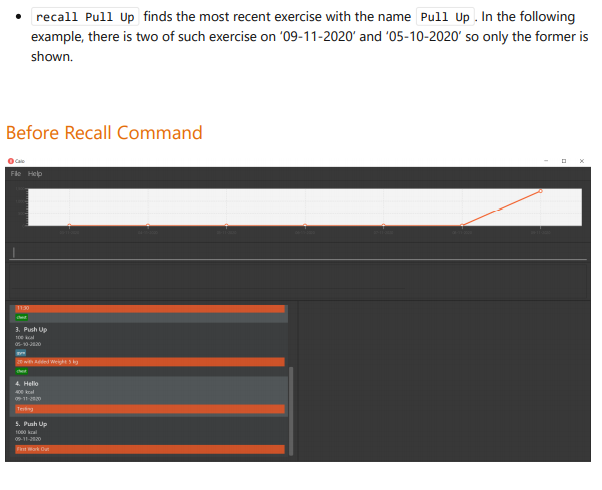 • recall Pull Up finds the most recent exercise with the name Pull Up . In the following
example, there is two of such exercise on ‘09-11-2020’ and ‘05-10-2020’ so only the former is
shown.
Before Recall Command
Calo
File Help
11:30
chest
3. Push Up
100 kcal
05-10-2020
gym
20 with Added Weight: 5 kg
chest
4. Hello
400 kcal
09-11-2020
Testing
5. Push Up
1000 kcal
09-11-2020
First Work Out